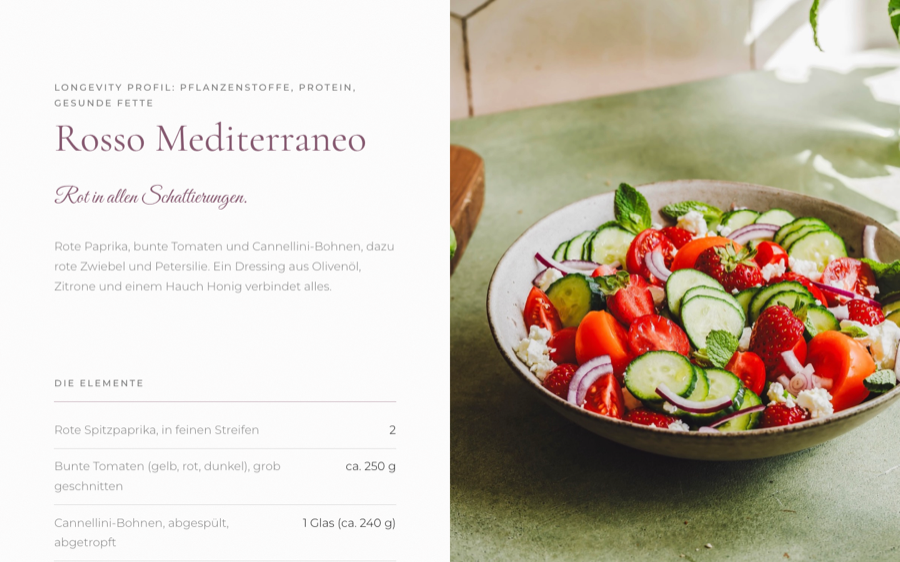 LONGEVITY PROFIL: PFLANZENSTOFFE, PROTEIN,
GESUNDE FETTE
Rosso Mediterraneo
Rot in allen Schattierungen.
Rote Paprika, bunte Tomaten und Cannellini-Bohnen, dazu
rote Zwiebel und Petersilie. Ein Dressing aus Olivenöl,
Zitrone und einem Hauch Honig verbindet alles.
DIE ELEMENTE
Rote Spitzpaprika, in feinen Streifen 2
Bunte Tomaten (gelb, rot, dunkel), grob ca. 250 g
geschnitten
Cannellini-Bohnen, abgespült, 1 Glas (ca. 240 g)
abgetropft